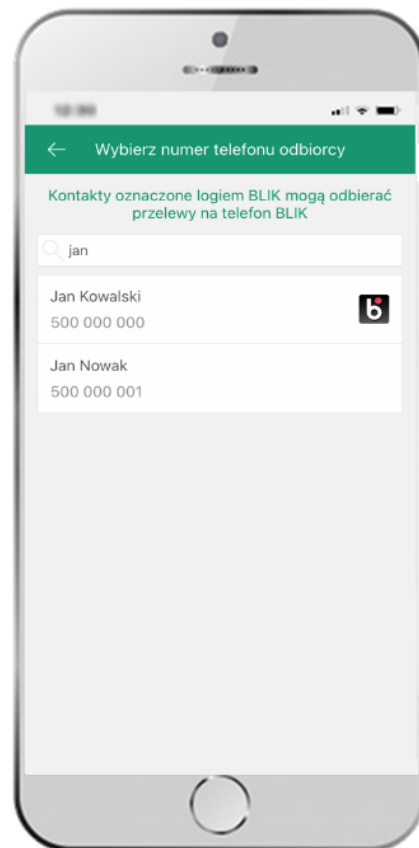 Wybierz numer telefonu odbiorcy
Kontakty oznaczone logiem BLIK mogą odbierać
przelewy na telefon BLIK
jan
Jan Kowalski
500 000 000
Jan Nowak
500 000 001